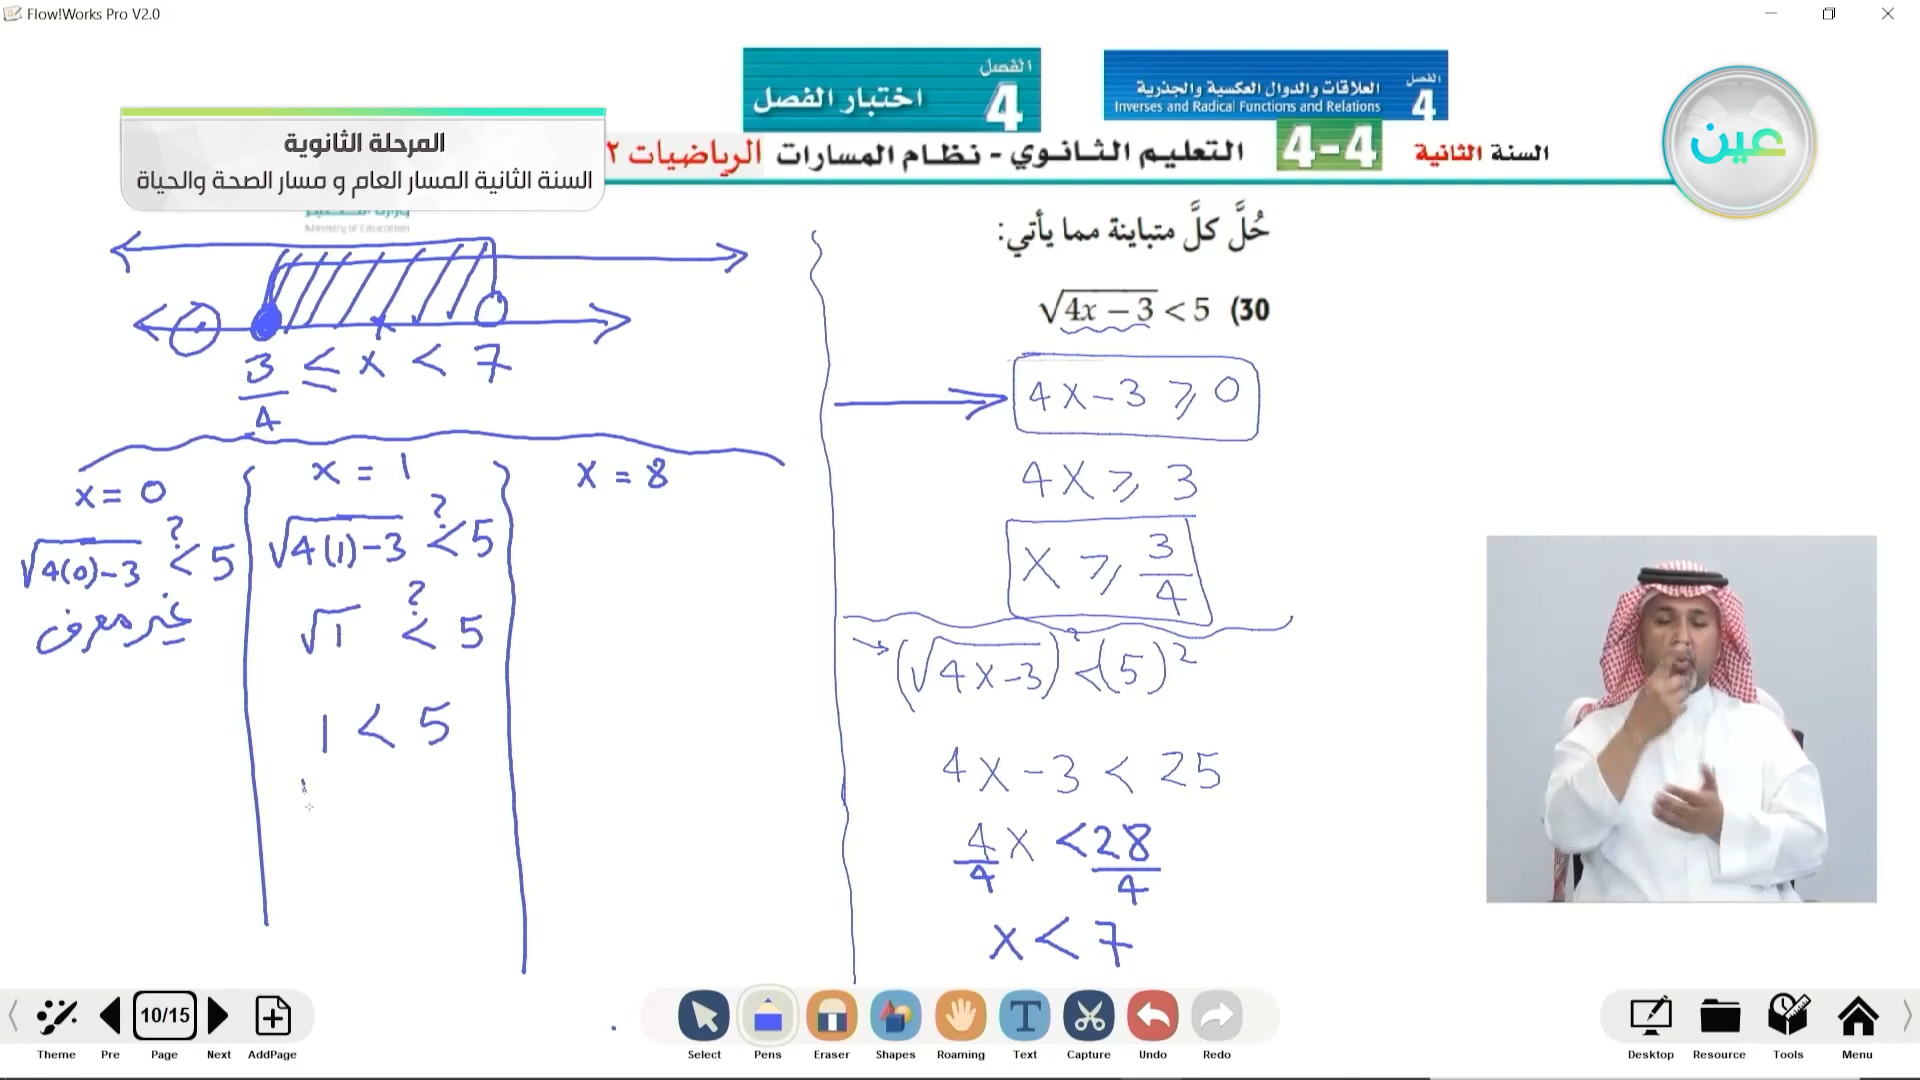 Flow!Works Pro V2.0
الفصل 4 اختبار الفصل
الفصل 4 العلاقات والدوال العكسية والجذرية
Inverses and Radical Functions and Relations
المرحلة الثانوية
السنة الثانية المسار العام و مسار الصحة والحياة
السنة الثانية 4-4 التعليم الثانوي - نظام المسارات الرياضيات ٢
عين
Ministry of Education
حُلَّ كلَّ متباينة مما يأتي:
30) √(4x − 3) < 5
4x − 3 ⩾ 0
4x ⩾ 3
x ⩾ 3/4
(√(4x−3))² < (5)²
4x − 3 < 25
4x/4 < 28/4
x < 7
3/4 ≤ x < 7
x = 0
√(4(0)−3) <? 5
غير معرف
x = 1
√(4(1)−3) <? 5
√1 <? 5
1 < 5
x = 8
10/15
Theme Pre Page Next AddPage
Select Pens Eraser Shapes Roaming Text Capture Undo Redo
Desktop Resource Tools Menu